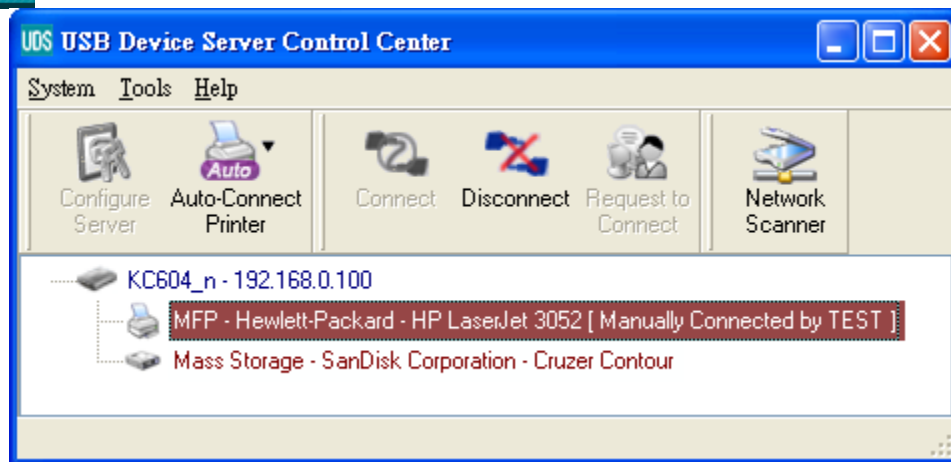 UDS USB Device Server Control Center
System Tools Help
Auto
Configure Server
Auto-Connect Printer
Connect
Disconnect
Request to Connect
Network Scanner
KC604_n - 192.168.0.100
MFP - Hewlett-Packard - HP LaserJet 3052 [ Manually Connected by TEST ]
Mass Storage - SanDisk Corporation - Cruzer Contour